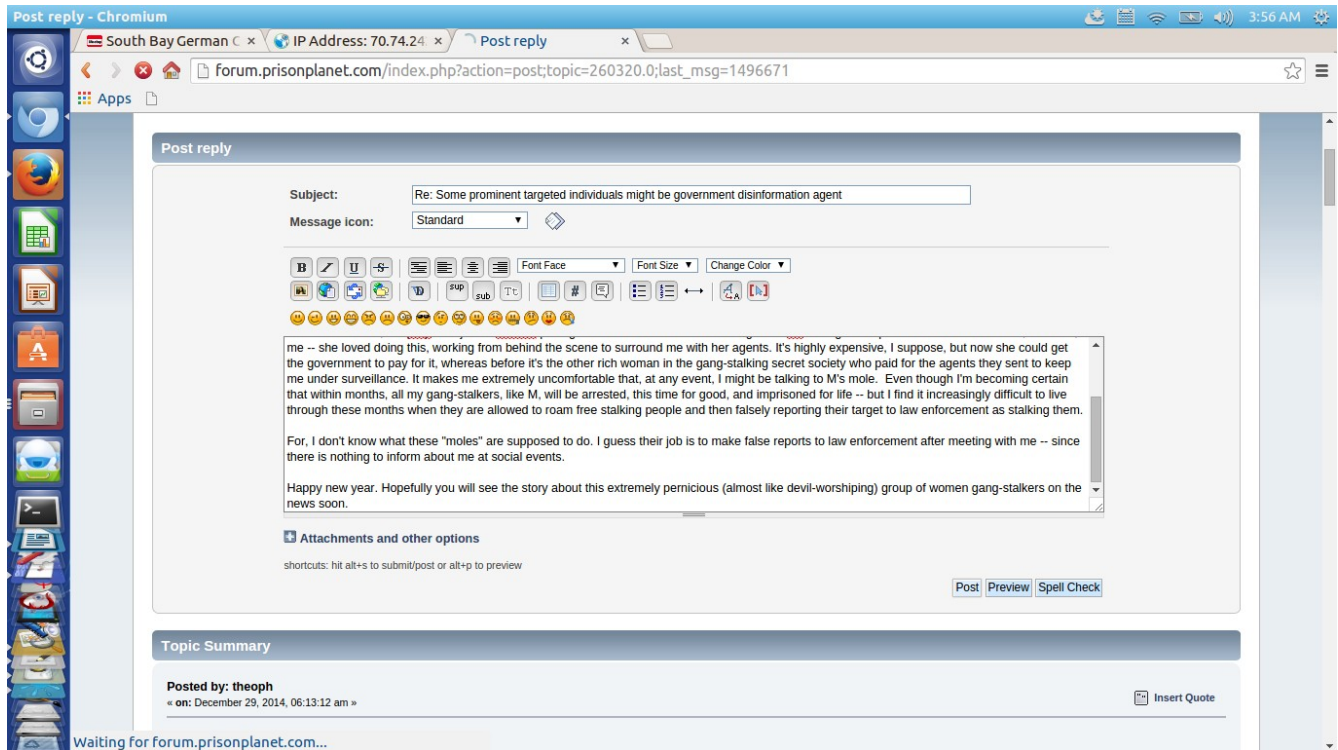 Post reply - Chromium
3:56 AM
South Bay German C × IP Address: 70.74.24. × Post reply ×
forum.prisonplanet.com/index.php?action=post;topic=260320.0;last_msg=1496671
Apps
Post reply
Subject: Re: Some prominent targeted individuals might be government disinformation agent
Message icon: Standard
B I U S Font Face Font Size Change Color
sup sub Tt #
me -- she loved doing this, working from behind the scene to surround me with her agents. It's highly expensive, I suppose, but now she could get
the government to pay for it, whereas before it's the other rich woman in the gang-stalking secret society who paid for the agents they sent to keep
me under surveillance. It makes me extremely uncomfortable that, at any event, I might be talking to M's mole.  Even though I'm becoming certain
that within months, all my gang-stalkers, like M, will be arrested, this time for good, and imprisoned for life -- but I find it increasingly difficult to live
through these months when they are allowed to roam free stalking people and then falsely reporting their target to law enforcement as stalking them.
For, I don't know what these "moles" are supposed to do. I guess their job is to make false reports to law enforcement after meeting with me -- since
there is nothing to inform about me at social events.
Happy new year. Hopefully you will see the story about this extremely pernicious (almost like devil-worshiping) group of women gang-stalkers on the
news soon.
Attachments and other options
shortcuts: hit alt+s to submit/post or alt+p to preview
Post Preview Spell Check
Topic Summary
Posted by: theoph
« on: December 29, 2014, 06:13:12 am »
Insert Quote
Waiting for forum.prisonplanet.com...